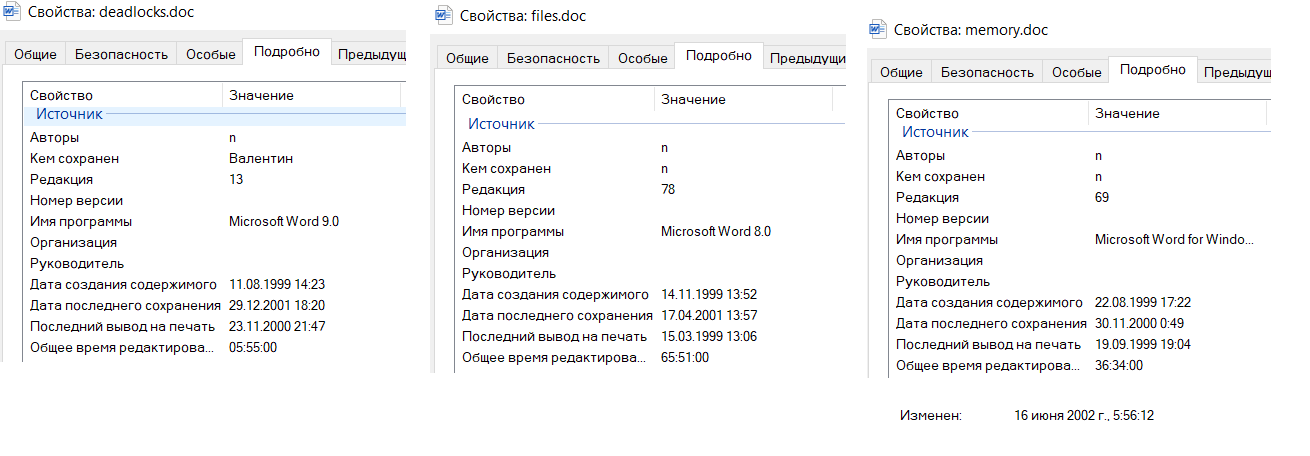 Свойства: deadlocks.doc
Общие Безопасность Особые Подробно Предыдущ
Свойство Значение
Источник
Авторы n
Кем сохранен Валентин
Редакция 13
Номер версии
Имя программы Microsoft Word 9.0
Организация
Руководитель
Дата создания содержимого 11.08.1999 14:23
Дата последнего сохранения 29.12.2001 18:20
Последний вывод на печать 23.11.2000 21:47
Общее время редактирова... 05:55:00
Свойства: files.doc
Общие Безопасность Особые Подробно Предыдущи
Свойство Значение
Источник
Авторы n
Кем сохранен n
Редакция 78
Номер версии
Имя программы Microsoft Word 8.0
Организация
Руководитель
Дата создания содержимого 14.11.1999 13:52
Дата последнего сохранения 17.04.2001 13:57
Последний вывод на печать 15.03.1999 13:06
Общее время редактирова... 65:51:00
Свойства: memory.doc
Общие Безопасность Особые Подробно Предыдущ
Свойство Значение
Источник
Авторы n
Кем сохранен n
Редакция 69
Номер версии
Имя программы Microsoft Word for Windo...
Организация
Руководитель
Дата создания содержимого 22.08.1999 17:22
Дата последнего сохранения 30.11.2000 0:49
Последний вывод на печать 19.09.1999 19:04
Общее время редактирова... 36:34:00
Изменен: 16 июня 2002 г., 5:56:12